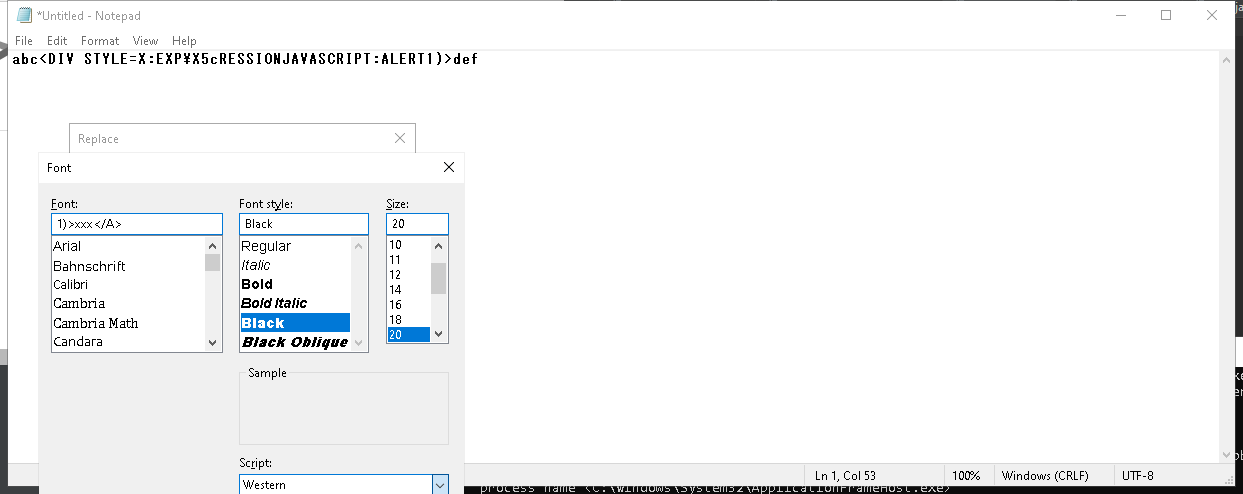 *Untitled - Notepad
File Edit Format View Help
abc<DIV STYLE=X:EXP¥X5cRESSIONJAVASCRIPT:ALERT1)>def
Replace
Font
Font: Font style: Size:
1)>xxx</A> Black 20
Arial Regular 10
Bahnschrift Italic 11
Calibri Bold 12
Cambria Bold Italic 14
Cambria Math Black 16
Candara Black Oblique 18
20
Sample
Script:
Western
Ln 1, Col 53 100% Windows (CRLF) UTF-8
process name <C:\Windows\System32\ApplicationFrameHost.exe>